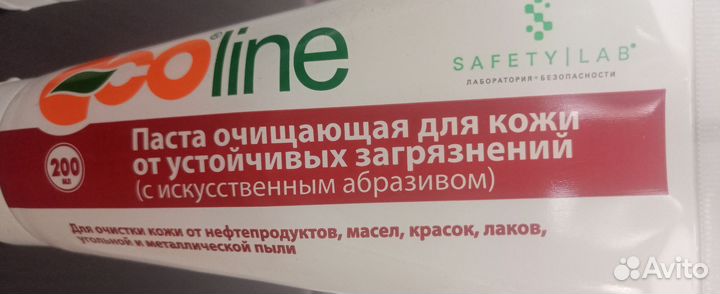 ecoline®
SAFETY|LAB®
ЛАБОРАТОРИЯ БЕЗОПАСНОСТИ
200 мл
Паста очищающая для кожи
от устойчивых загрязнений
(с искусственным абразивом)
Для очистки кожи от нефтепродуктов, масел, красок, лаков,
угольной и металлической пыли
Avito